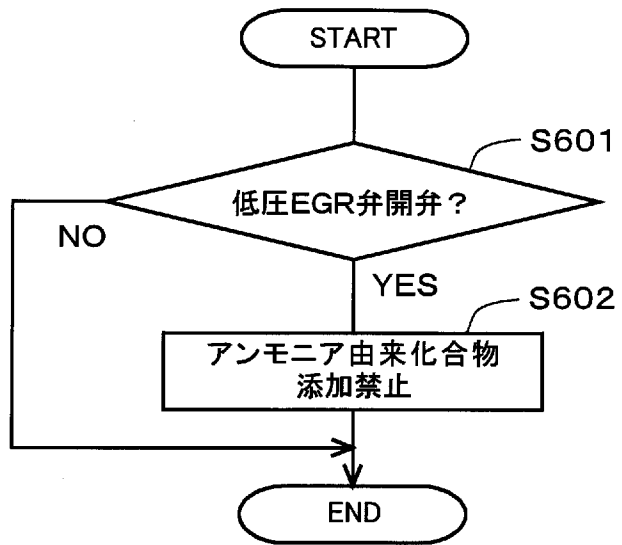 START
S601
低圧EGR弁開弁？
NO
YES
S602
アンモニア由来化合物
添加禁止
END